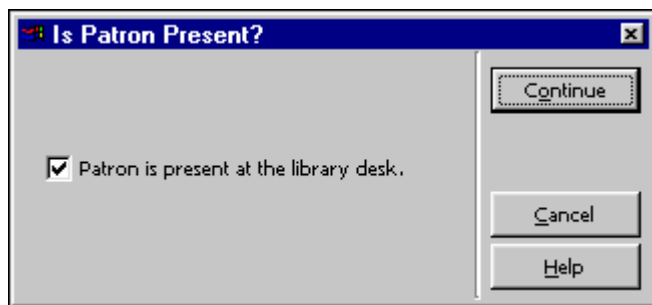 Is Patron Present?
Continue
Patron is present at the library desk.
Cancel
Help